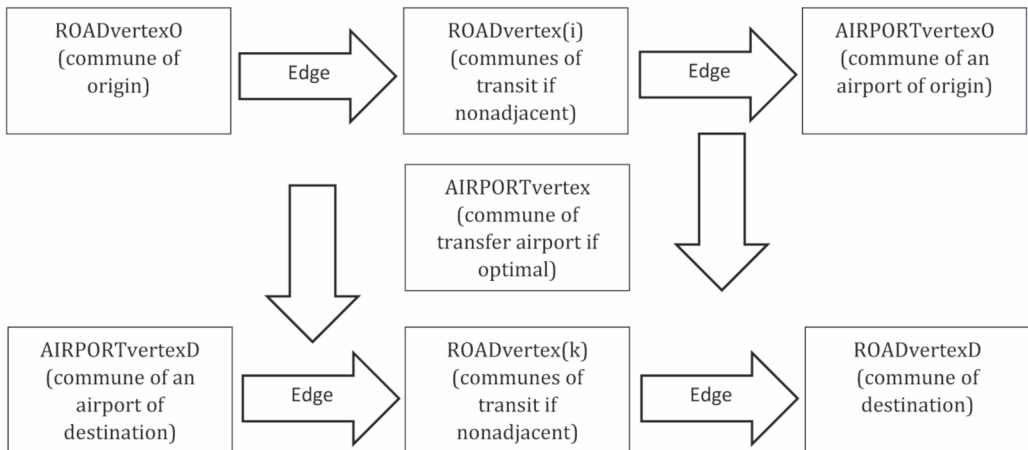 ROADvertexO
(commune of
origin)
Edge
ROADvertex(i)
(communes of
transit if
nonadjacent)
Edge
AIRPORTvertexO
(commune of an
airport of origin)
AIRPORTvertex
(commune of
transfer airport if
optimal)
AIRPORTvertexD
(commune of an
airport of
destination)
Edge
ROADvertex(k)
(communes of
transit if
nonadjacent)
Edge
ROADvertexD
(commune of
destination)